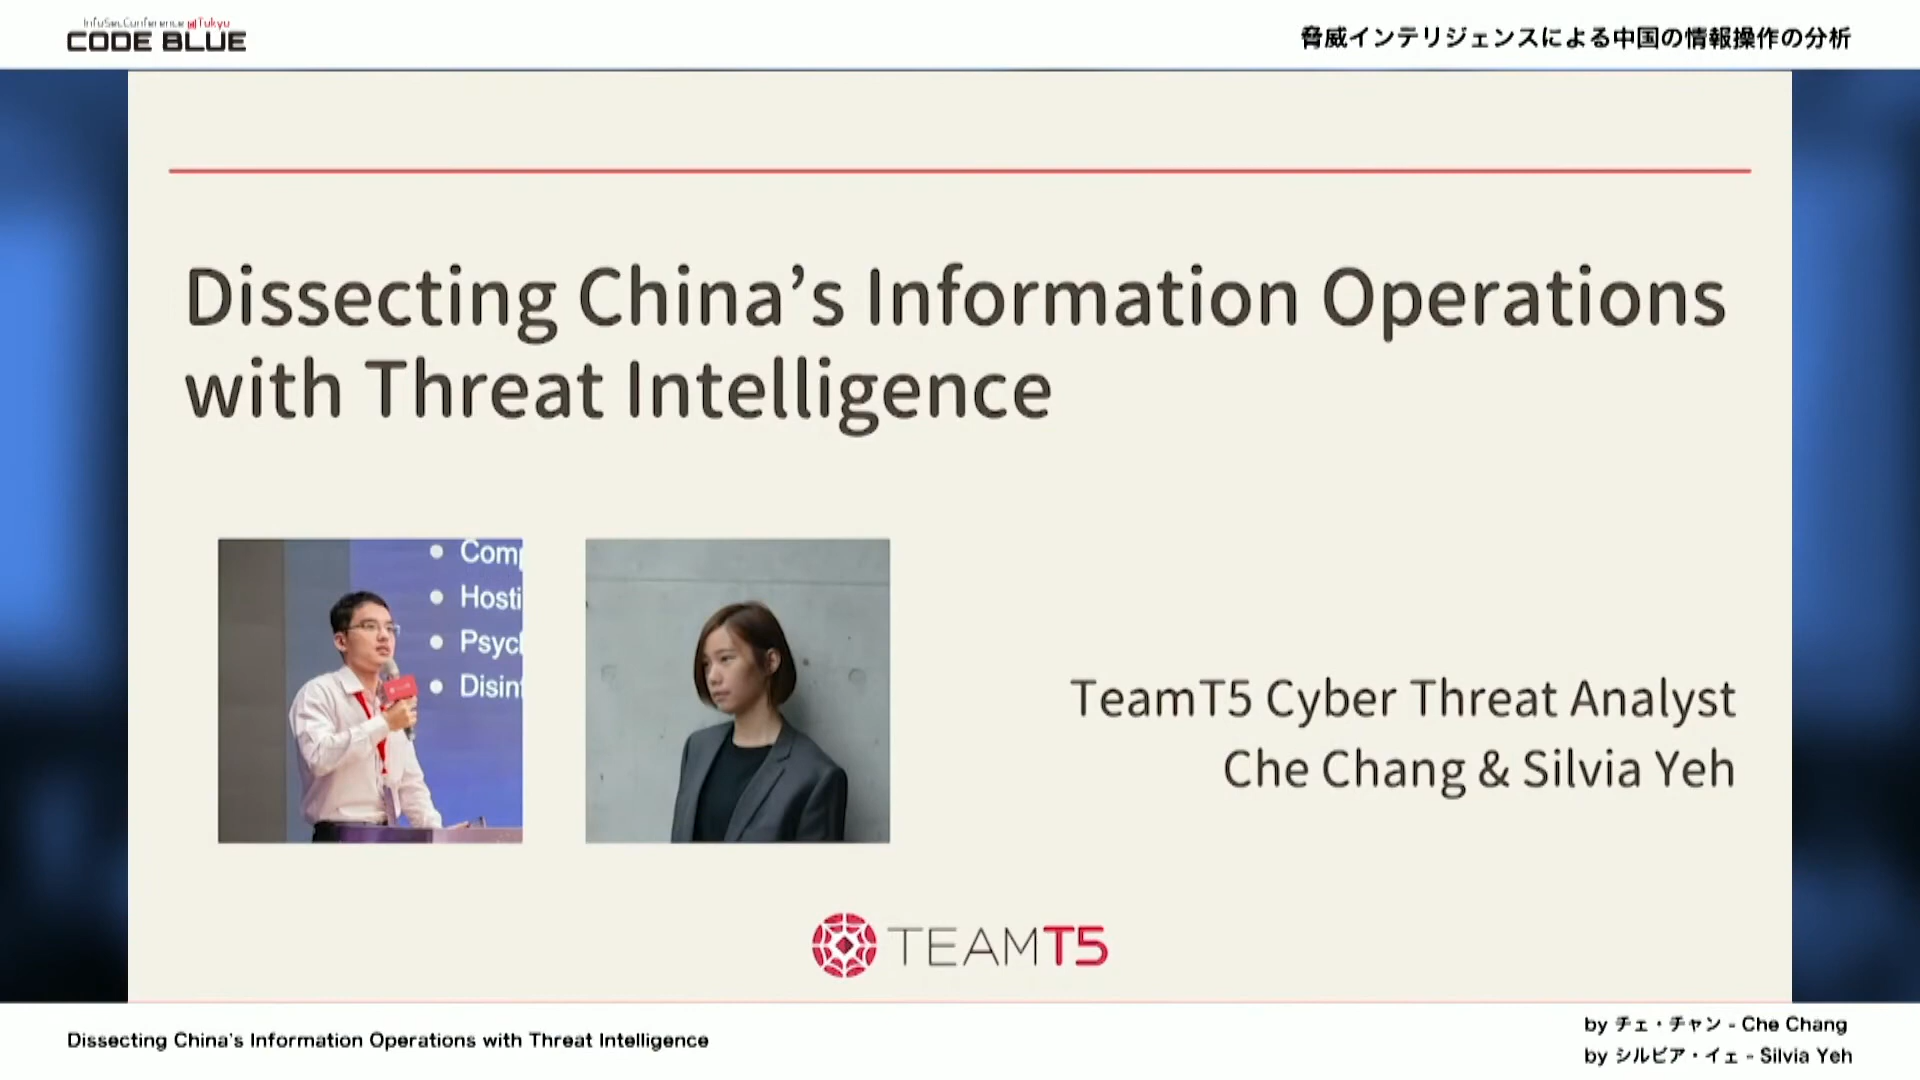 InfoSecConference @Tokyo
CODE BLUE
脅威インテリジェンスによる中国の情報操作の分析
Dissecting China’s Information Operations
with Threat Intelligence
Com
Hosti
Psyc
Disin
TeamT5 Cyber Threat Analyst
Che Chang & Silvia Yeh
TEAMT5
Dissecting China's Information Operations with Threat Intelligence
by チェ・チャン - Che Chang
by シルビア・イェ - Silvia Yeh